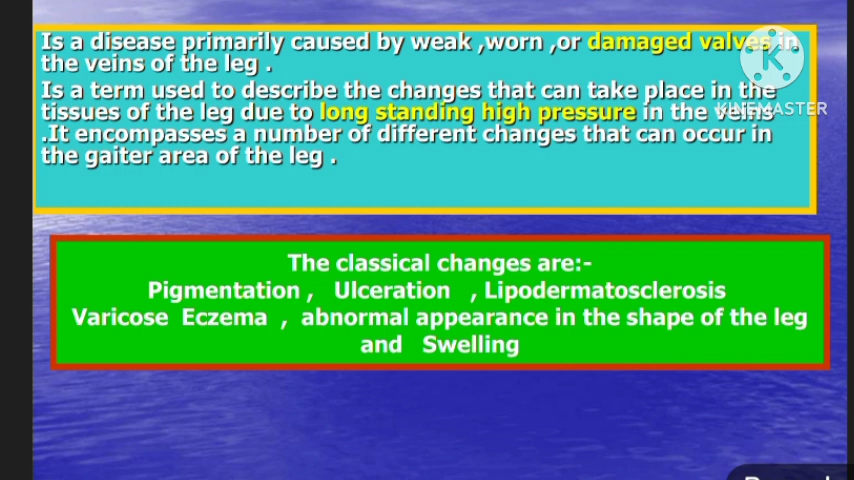 Is a disease primarily caused by weak ,worn ,or damaged valves in
the veins of the leg .
Is a term used to describe the changes that can take place in the
tissues of the leg due to long standing high pressure in the veins
.It encompasses a number of different changes that can occur in
the gaiter area of the leg .
KINEMASTER
The classical changes are:-
Pigmentation , Ulceration , Lipodermatosclerosis
Varicose Eczema , abnormal appearance in the shape of the leg
and Swelling